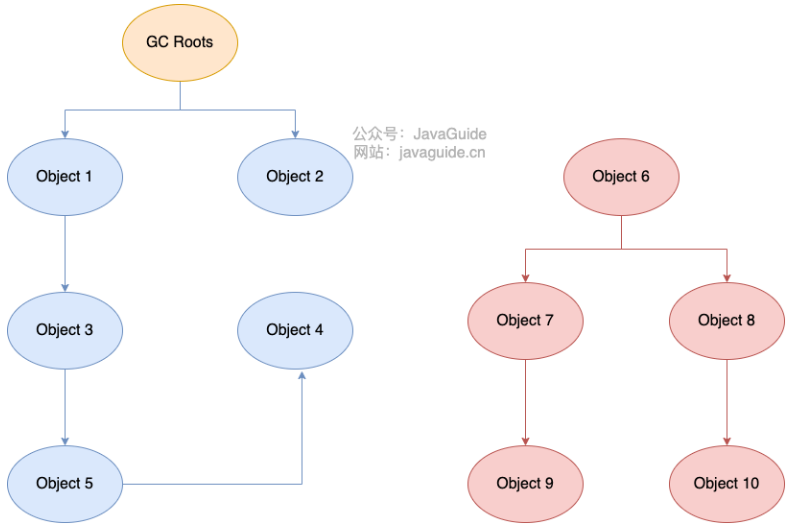 GC Roots
公众号：JavaGuide
网站：javaguide.cn
Object 1
Object 2
Object 6
Object 3
Object 4
Object 7
Object 8
Object 5
Object 9
Object 10